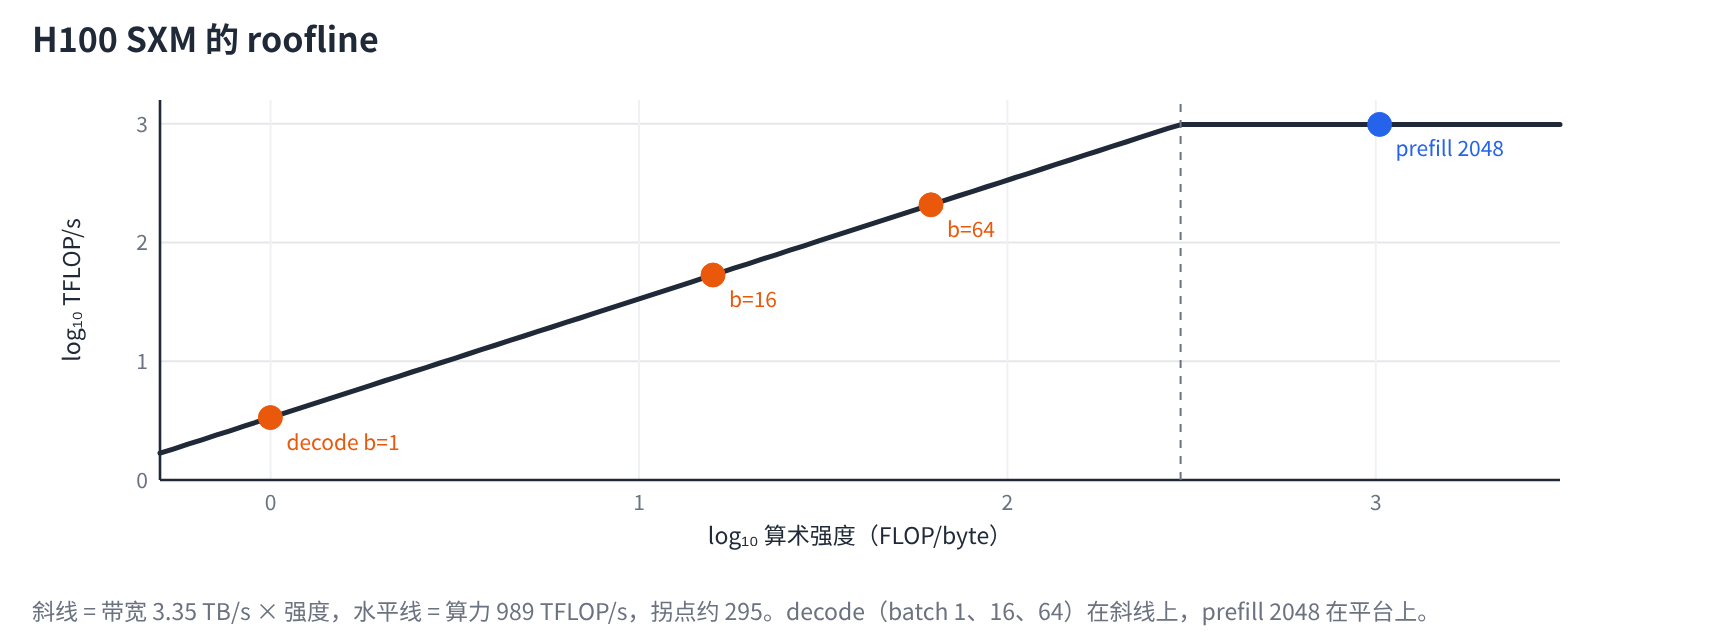 H100 SXM 的 roofline
3
2
1
0
log₁₀ TFLOP/s
decode b=1
b=16
b=64
prefill 2048
0 1 2 3
log₁₀ 算术强度（FLOP/byte）
斜线 = 带宽 3.35 TB/s × 强度，水平线 = 算力 989 TFLOP/s，拐点约 295。decode（batch 1、16、64）在斜线上，prefill 2048 在平台上。